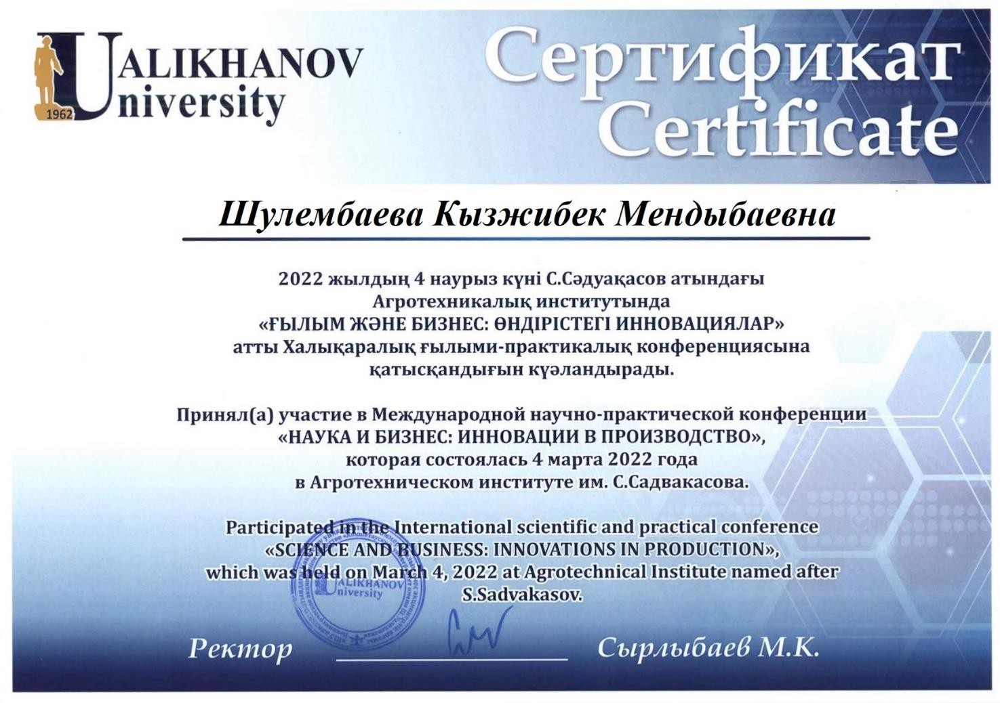 UALIKHANOV
University
1962
Сертификат
Certificate
Шулембаева Кызжибек Мендыбаевна
2022 жылдың 4 наурыз күні С.Сәдуақасов атындағы
Агротехникалық институтында
«ҒЫЛЫМ ЖӘНЕ БИЗНЕС: ӨНДІРІСТЕГІ ИННОВАЦИЯЛАР»
атты Халықаралық ғылыми-практикалық конференциясына
қатысқандығын куәландырады.
Принял(а) участие в Международной научно-практической конференции
«НАУКА И БИЗНЕС: ИННОВАЦИИ В ПРОИЗВОДСТВО»,
которая состоялась 4 марта 2022 года
в Агротехническом институте им. С.Садвакасова.
Participated in the International scientific and practical conference
«SCIENCE AND BUSINESS: INNOVATIONS IN PRODUCTION»,
which was held on March 4, 2022 at Agrotechnical Institute named after
S.Sadvakasov.
UALIKHANOV
University
Ректор
Сырлыбаев М.К.